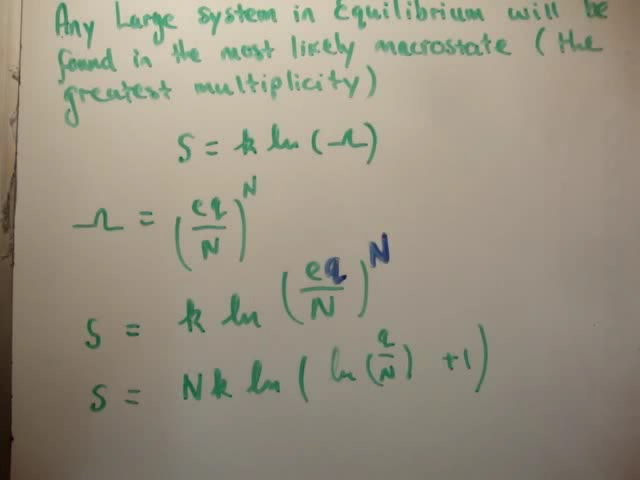 Any Large system in Equilibrium will be
found in the most likely macrostate (the
greatest multiplicity)
S = k ln (Ω)
Ω = (eq/N)^N
S = k ln (eq/N)^N
S = Nk ln ( ln (q/N) + 1)